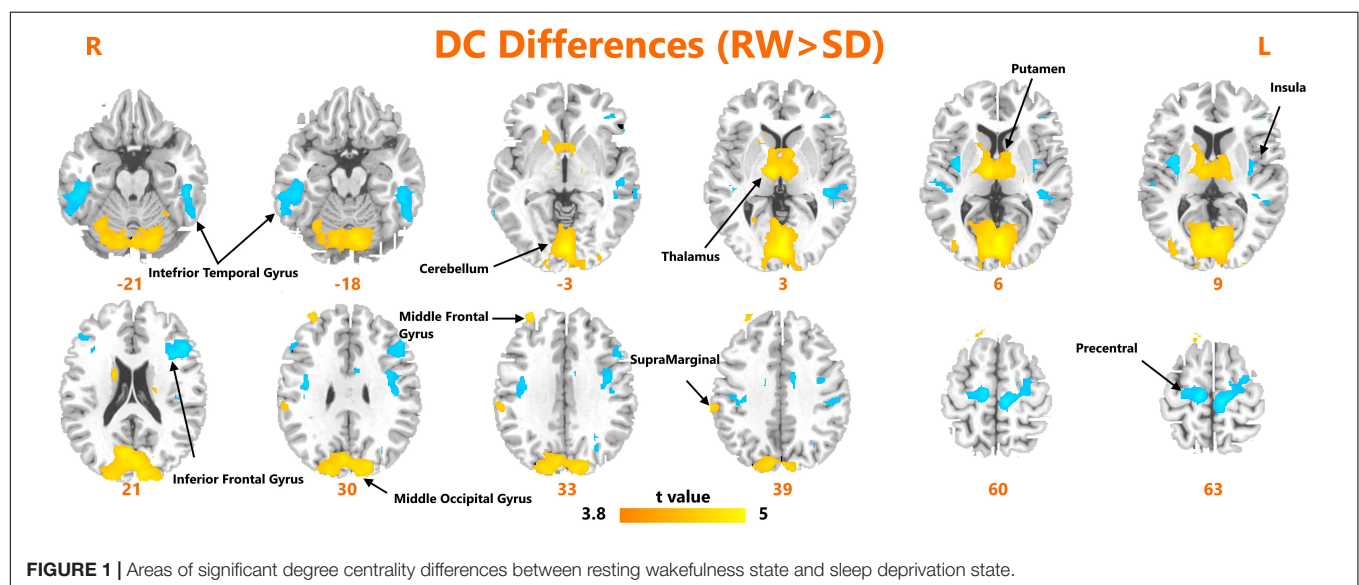 DC Differences (RW>SD)
R
L
Putamen
Insula
Intefrior Temporal Gyrus
Cerebellum
Thalamus
-21
-18
-3
3
6
9
Middle Frontal
Gyrus
SupraMarginal
Precentral
Inferior Frontal Gyrus
Middle Occipital Gyrus
21
30
33
39
60
63
t value
3.8
5
FIGURE 1 | Areas of significant degree centrality differences between resting wakefulness state and sleep deprivation state.